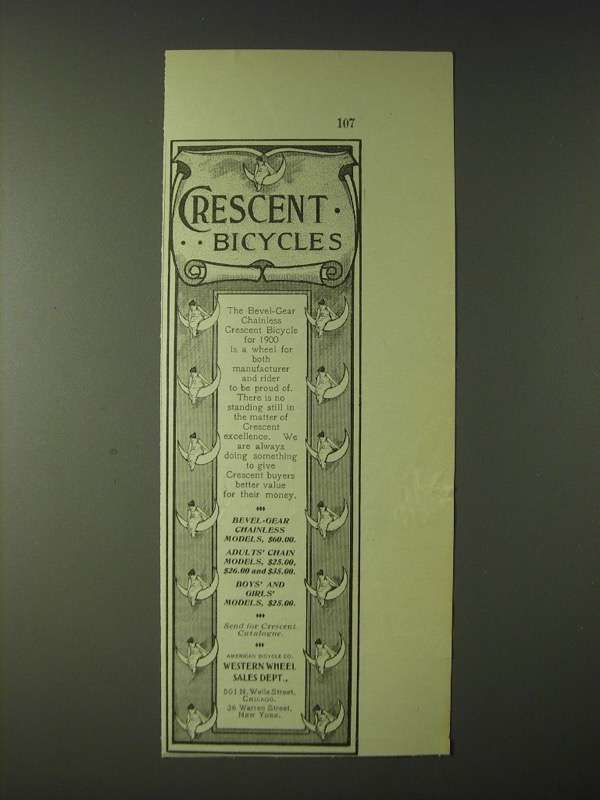 107
CRESCENT ·
· · BICYCLES
The Bevel-Gear
Chainless
Crescent Bicycle
for 1900
is a wheel for
both
manufacturer
and rider
to be proud of.
There is no
standing still in
the matter of
Crescent
excellence. We
are always
doing something
to give
Crescent buyers
better value
for their money.
BEVEL-GEAR
CHAINLESS
MODELS, $60.00.
ADULTS' CHAIN
MODELS, $25.00,
$26.00 and $35.00.
BOYS' AND
GIRLS'
MODELS, $25.00.
Send for Crescent
Catalogue.
AMERICAN BICYCLE CO.
WESTERN WHEEL
SALES DEPT.,
501 N. Wells Street,
CHICAGO.
36 Warren Street,
NEW YORK.